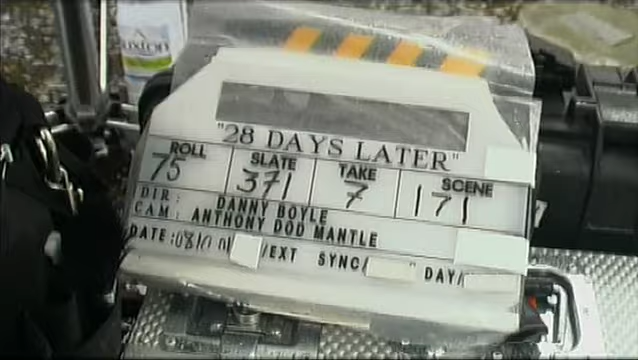 "28 DAYS LATER"
ROLL SLATE TAKE SCENE
75 371 7 171
DIR: DANNY BOYLE
CAM: ANTHONY DOD MANTLE
DATE: /EXT SYNC/ DAY/